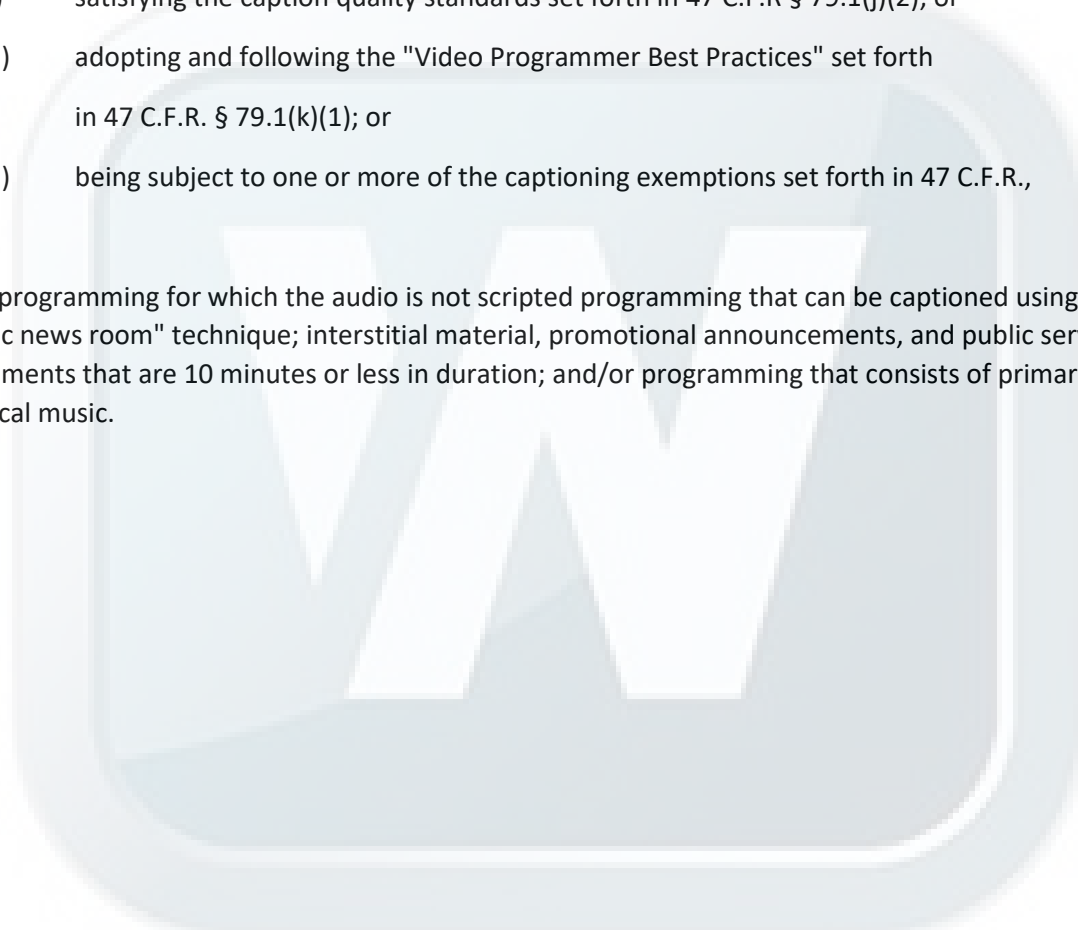 ) satisfying the caption quality standards set forth in 47 C.F.R § 79.1(j)(2); or
) adopting and following the "Video Programmer Best Practices" set forth
in 47 C.F.R. § 79.1(k)(1); or
) being subject to one or more of the captioning exemptions set forth in 47 C.F.R.,
programming for which the audio is not scripted programming that can be captioned using
c news room" technique; interstitial material, promotional announcements, and public ser
ments that are 10 minutes or less in duration; and/or programming that consists of primar
cal music.
W